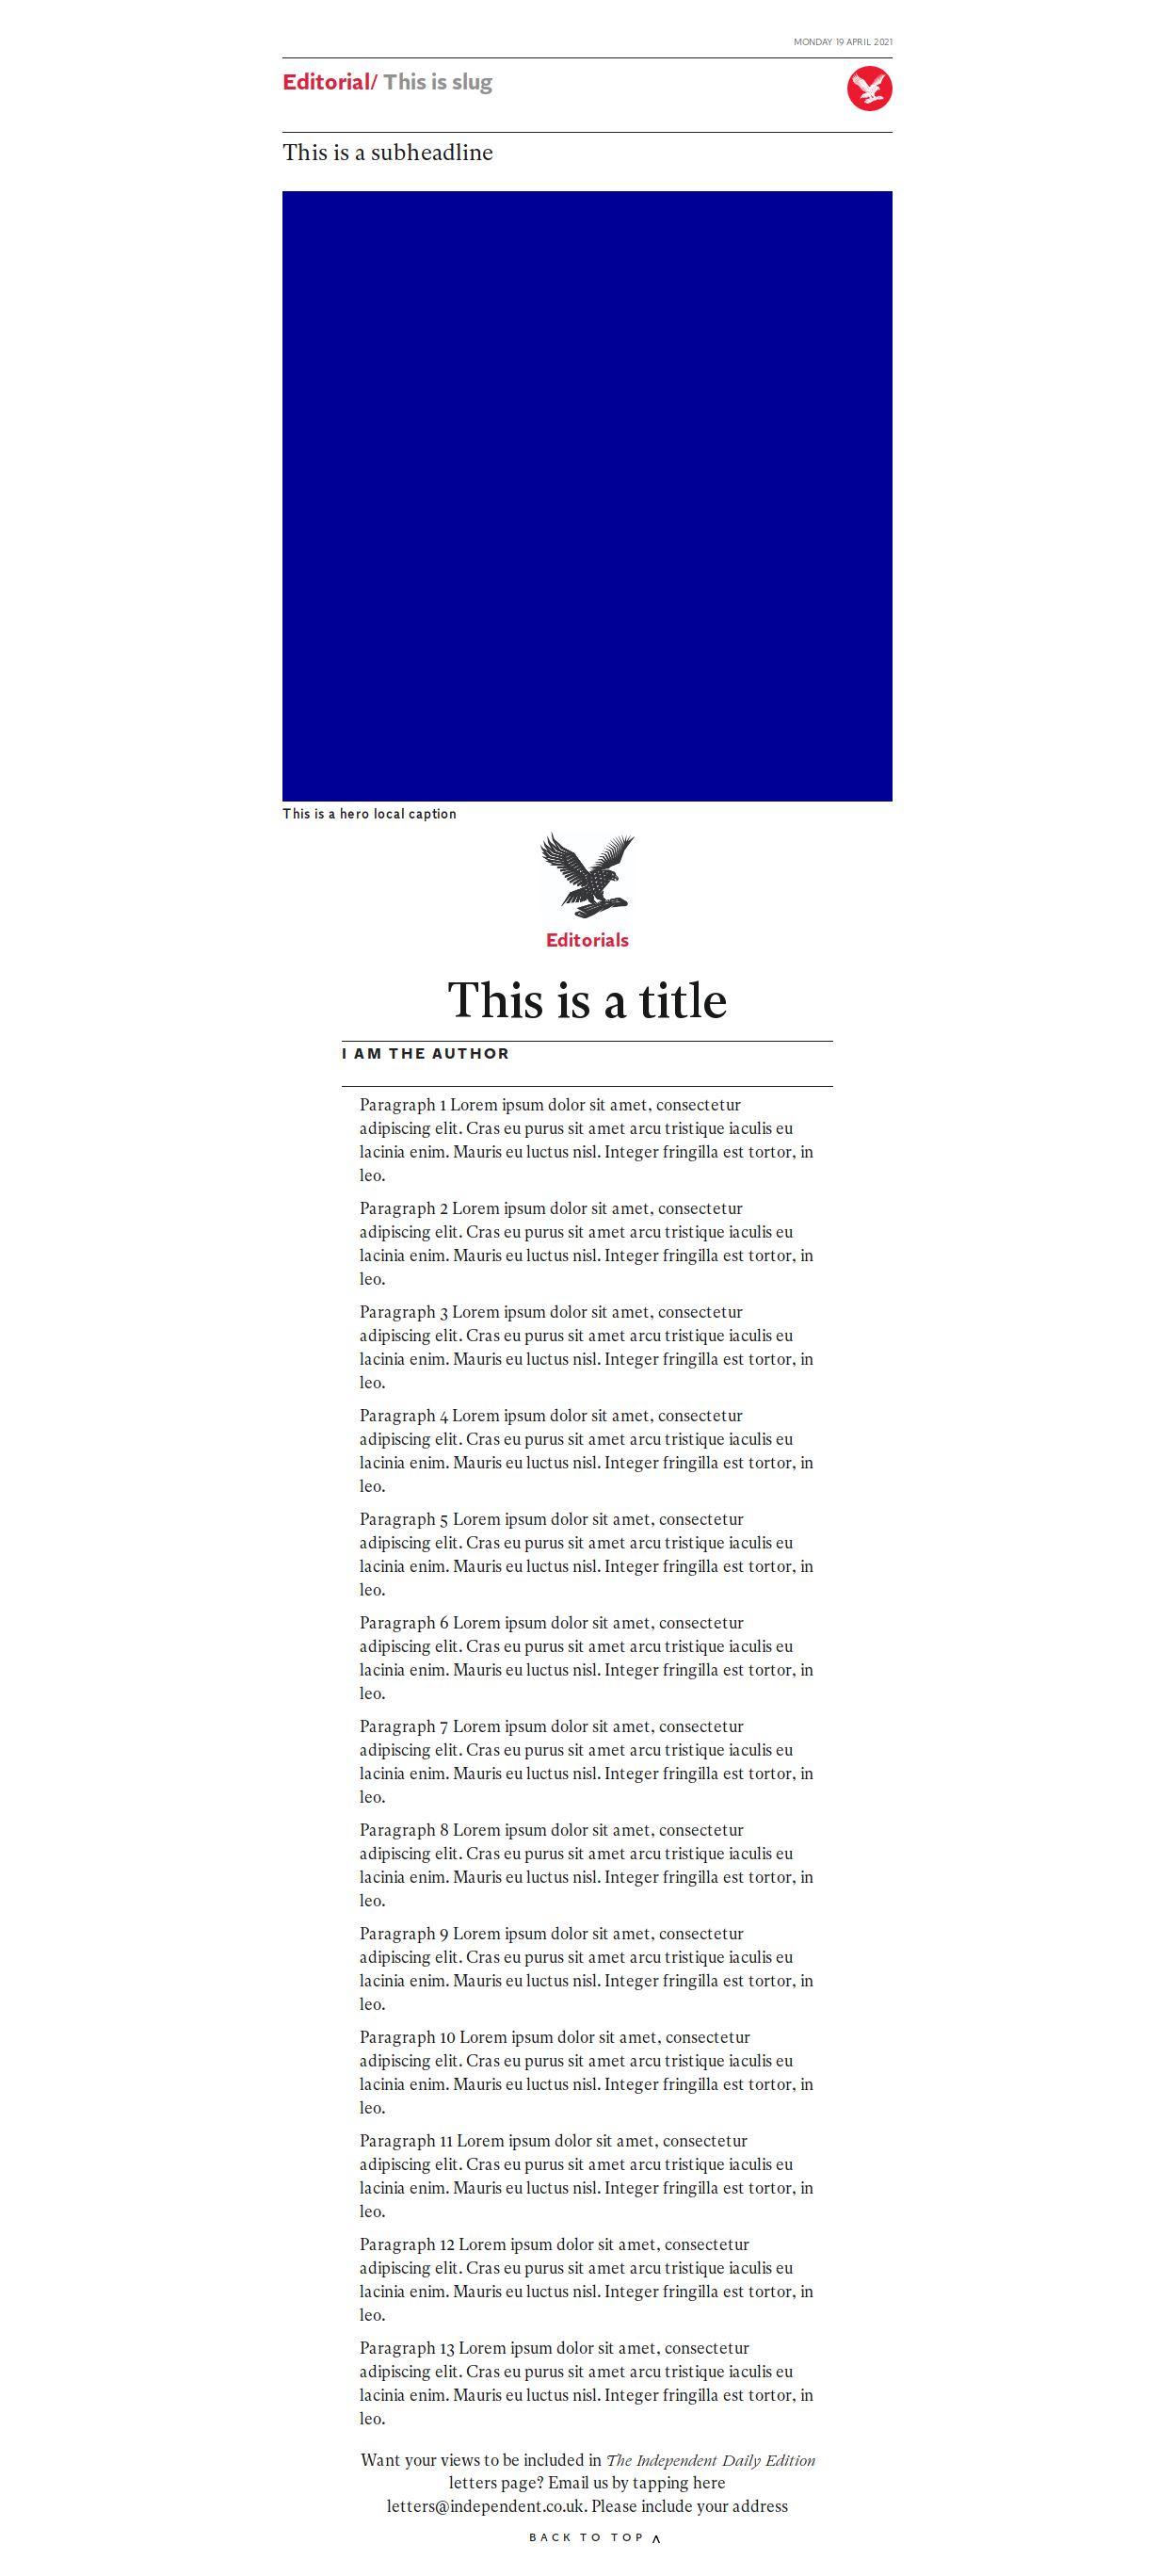 MONDAY 19 APRIL 2021
Editorial/ This is slug
This is a subheadline
This is a hero local caption
Editorials
This is a title
I AM THE AUTHOR
Paragraph 1 Lorem ipsum dolor sit amet, consectetur
adipiscing elit. Cras eu purus sit amet arcu tristique iaculis eu
lacinia enim. Mauris eu luctus nisl. Integer fringilla est tortor, in
leo.
Paragraph 2 Lorem ipsum dolor sit amet, consectetur
adipiscing elit. Cras eu purus sit amet arcu tristique iaculis eu
lacinia enim. Mauris eu luctus nisl. Integer fringilla est tortor, in
leo.
Paragraph 3 Lorem ipsum dolor sit amet, consectetur
adipiscing elit. Cras eu purus sit amet arcu tristique iaculis eu
lacinia enim. Mauris eu luctus nisl. Integer fringilla est tortor, in
leo.
Paragraph 4 Lorem ipsum dolor sit amet, consectetur
adipiscing elit. Cras eu purus sit amet arcu tristique iaculis eu
lacinia enim. Mauris eu luctus nisl. Integer fringilla est tortor, in
leo.
Paragraph 5 Lorem ipsum dolor sit amet, consectetur
adipiscing elit. Cras eu purus sit amet arcu tristique iaculis eu
lacinia enim. Mauris eu luctus nisl. Integer fringilla est tortor, in
leo.
Paragraph 6 Lorem ipsum dolor sit amet, consectetur
adipiscing elit. Cras eu purus sit amet arcu tristique iaculis eu
lacinia enim. Mauris eu luctus nisl. Integer fringilla est tortor, in
leo.
Paragraph 7 Lorem ipsum dolor sit amet, consectetur
adipiscing elit. Cras eu purus sit amet arcu tristique iaculis eu
lacinia enim. Mauris eu luctus nisl. Integer fringilla est tortor, in
leo.
Paragraph 8 Lorem ipsum dolor sit amet, consectetur
adipiscing elit. Cras eu purus sit amet arcu tristique iaculis eu
lacinia enim. Mauris eu luctus nisl. Integer fringilla est tortor, in
leo.
Paragraph 9 Lorem ipsum dolor sit amet, consectetur
adipiscing elit. Cras eu purus sit amet arcu tristique iaculis eu
lacinia enim. Mauris eu luctus nisl. Integer fringilla est tortor, in
leo.
Paragraph 10 Lorem ipsum dolor sit amet, consectetur
adipiscing elit. Cras eu purus sit amet arcu tristique iaculis eu
lacinia enim. Mauris eu luctus nisl. Integer fringilla est tortor, in
leo.
Paragraph 11 Lorem ipsum dolor sit amet, consectetur
adipiscing elit. Cras eu purus sit amet arcu tristique iaculis eu
lacinia enim. Mauris eu luctus nisl. Integer fringilla est tortor, in
leo.
Paragraph 12 Lorem ipsum dolor sit amet, consectetur
adipiscing elit. Cras eu purus sit amet arcu tristique iaculis eu
lacinia enim. Mauris eu luctus nisl. Integer fringilla est tortor, in
leo.
Paragraph 13 Lorem ipsum dolor sit amet, consectetur
adipiscing elit. Cras eu purus sit amet arcu tristique iaculis eu
lacinia enim. Mauris eu luctus nisl. Integer fringilla est tortor, in
leo.
Want your views to be included in The Independent Daily Edition
letters page? Email us by tapping here
letters@independent.co.uk. Please include your address
BACK TO TOP